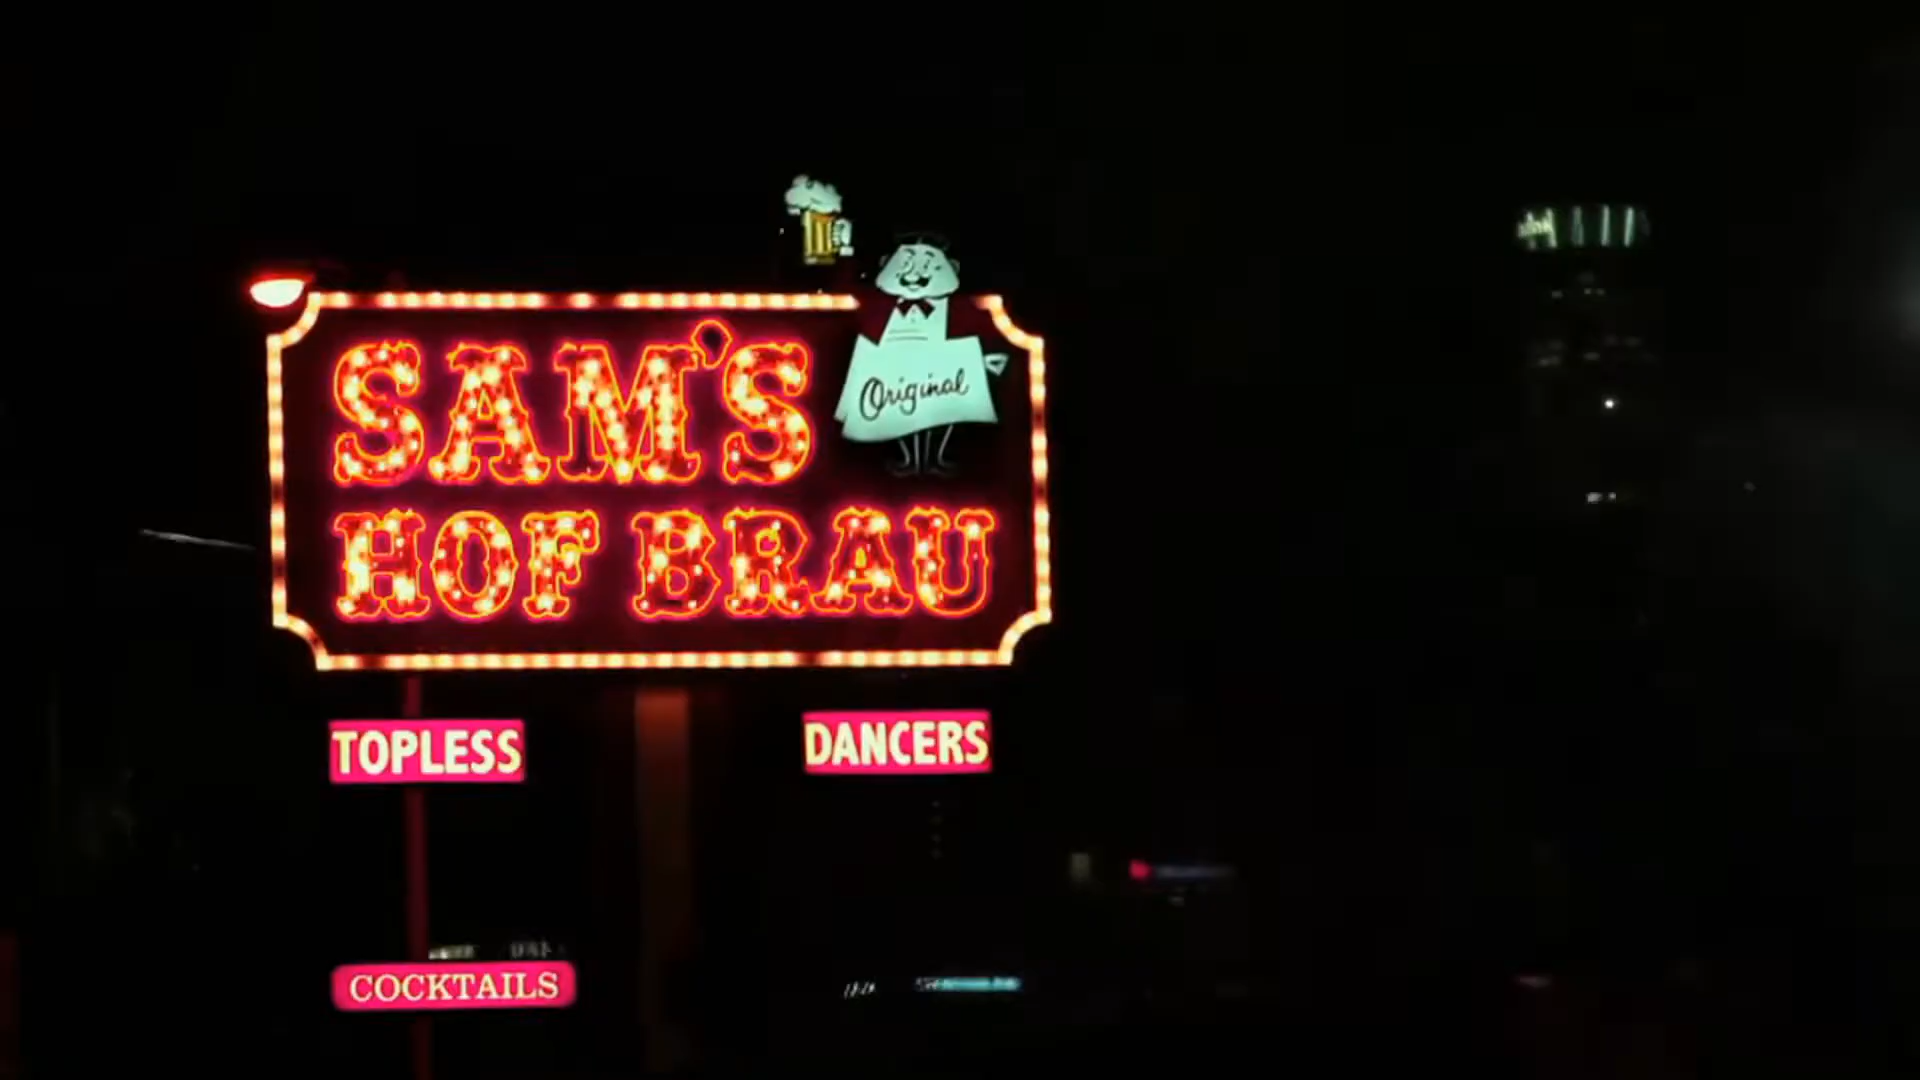 SAM'S
Original
HOF BRAU
TOPLESS
DANCERS
COCKTAILS